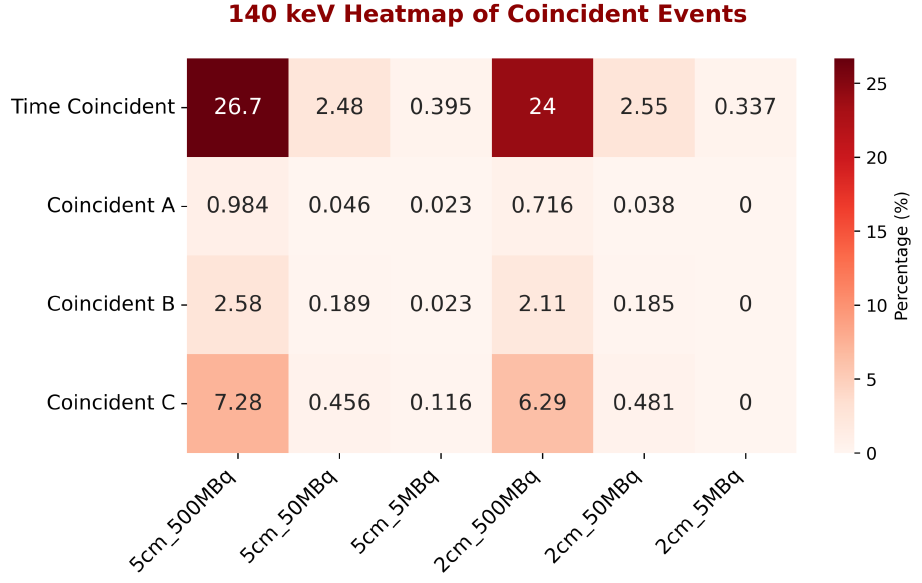 140 keV Heatmap of Coincident Events
Time Coincident 26.7 2.48 0.395 24 2.55 0.337
Coincident A 0.984 0.046 0.023 0.716 0.038 0
Coincident B 2.58 0.189 0.023 2.11 0.185 0
Coincident C 7.28 0.456 0.116 6.29 0.481 0
5cm_500MBq 5cm_50MBq 5cm_5MBq 2cm_500MBq 2cm_50MBq 2cm_5MBq
25
20
15
10
5
0
Percentage (%)